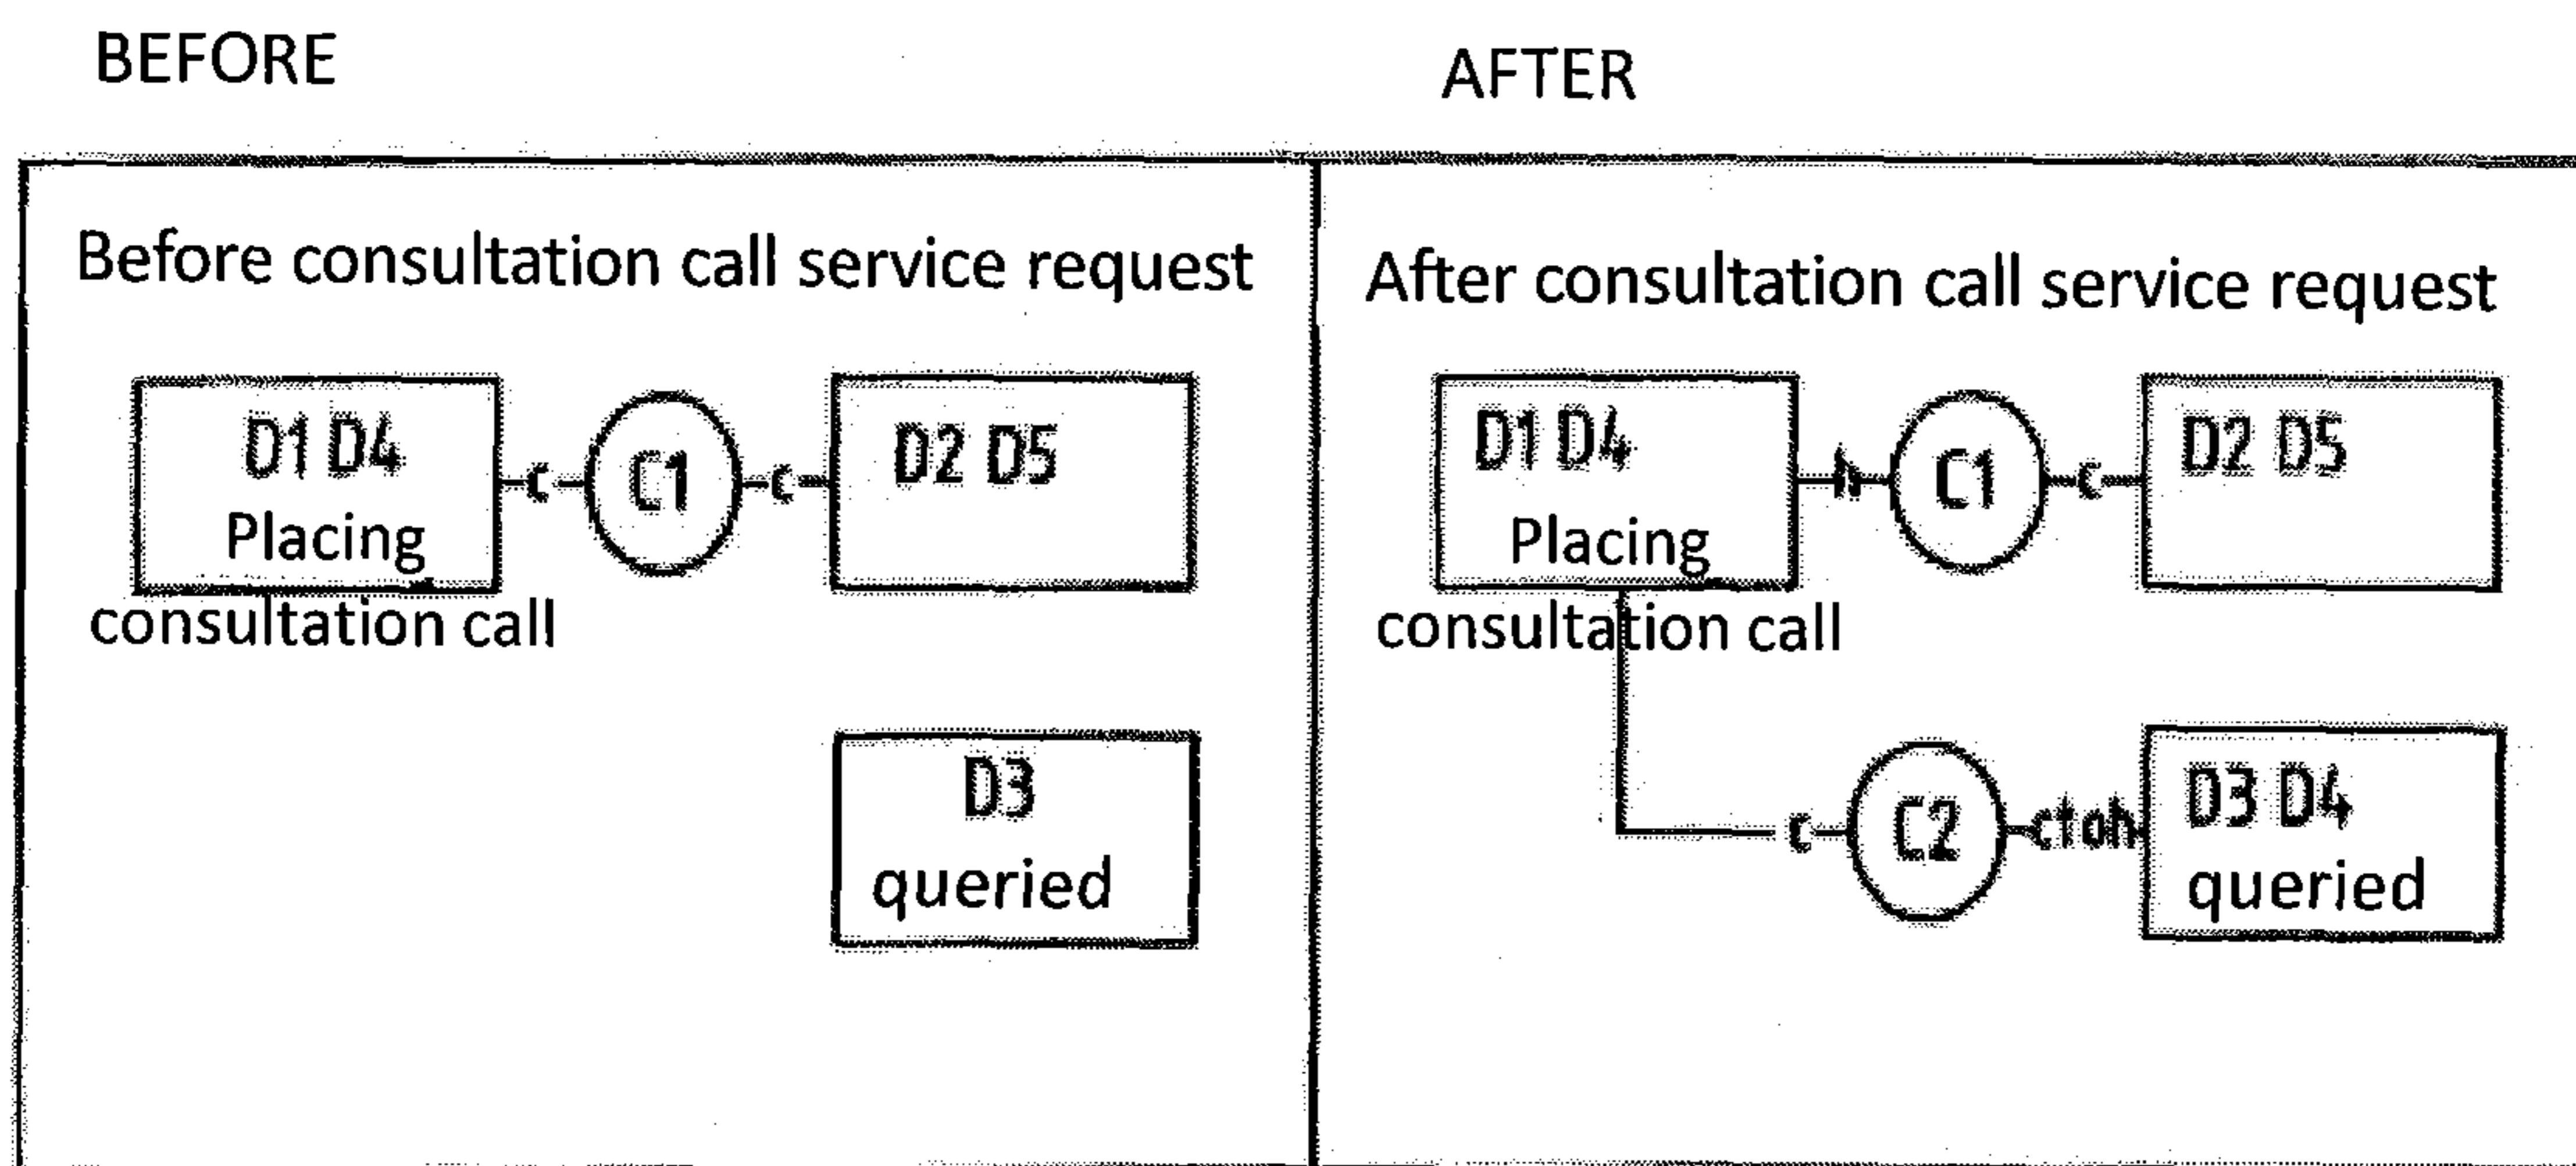 BEFORE
AFTER
Before consultation call service request
D1 D4
Placing
consultation call
c
C1
c
D2 D5
D3
queried
After consultation call service request
D1 D4
Placing
consultation call
h
C1
c
D2 D5
c
C2
ctah
D3 D4
queried